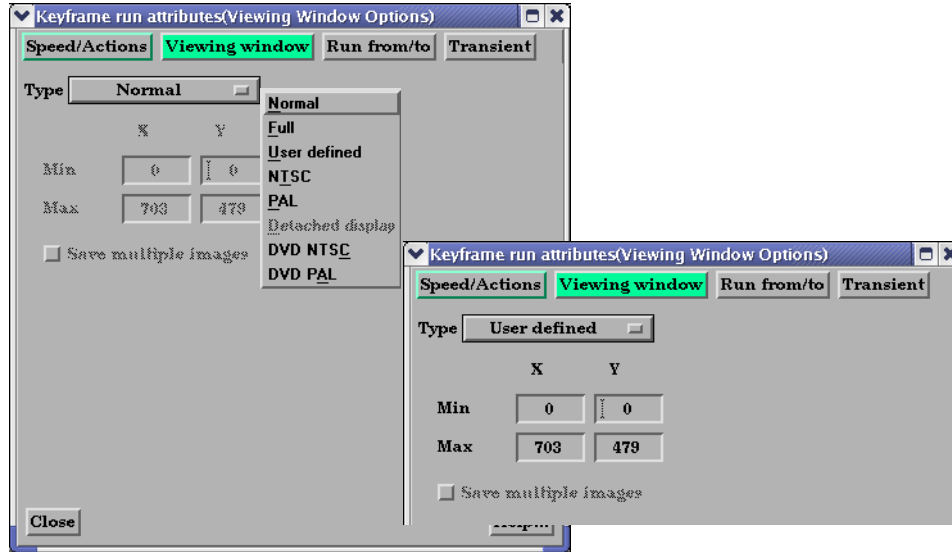 Keyframe run attributes(Viewing Window Options)
Speed/Actions Viewing window Run from/to Transient
Type Normal
Normal
Full
User defined
NTSC
PAL
Detached display
DVD NTSC
DVD PAL
X Y
Min 0 0
Max 703 479
Save multiple images
Close Help...
Keyframe run attributes(Viewing Window Options)
Speed/Actions Viewing window Run from/to Transient
Type User defined
X Y
Min 0 0
Max 703 479
Save multiple images